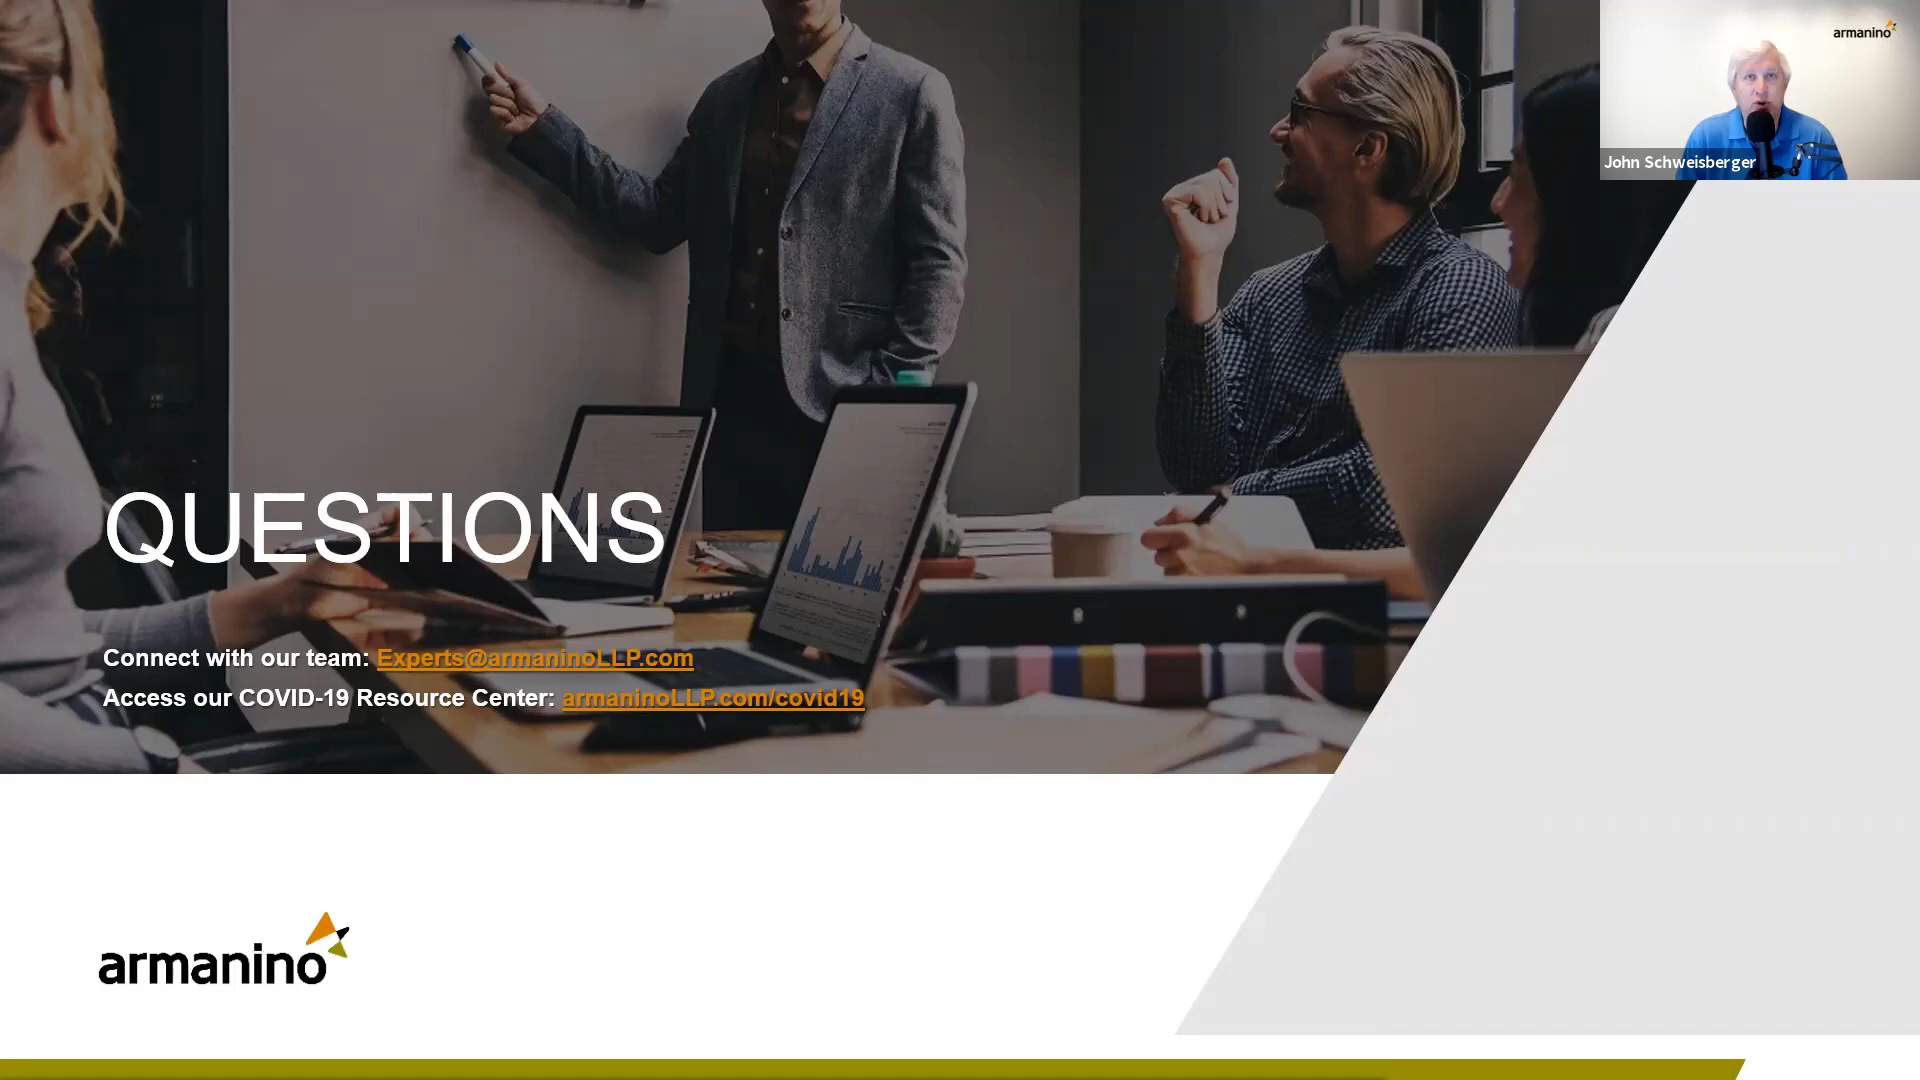 armanino
John Schweisberger
QUESTIONS
Connect with our team: Experts@armaninoLLP.com
Access our COVID-19 Resource Center: armaninoLLP.com/covid19
armanino